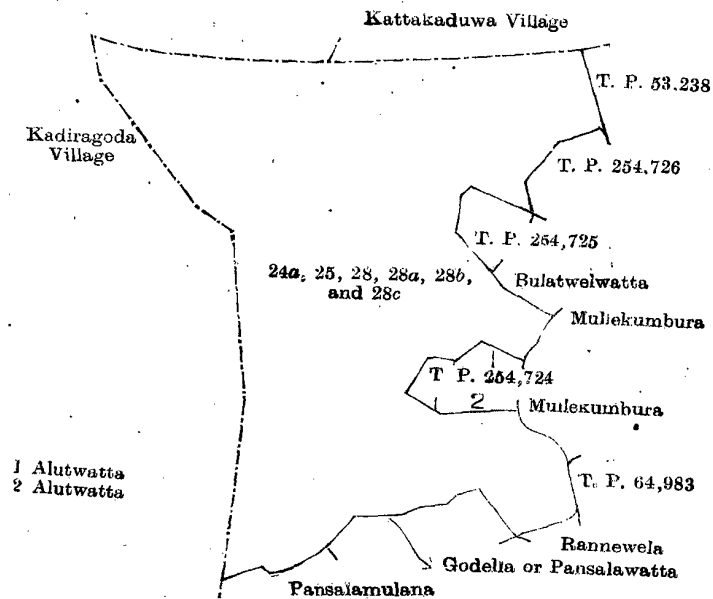 Kattakaduwa Village
T. P. 53.238
Kadiragoda
Village
T. P. 254,726
T. P. 254,725
24a, 25, 28, 28a, 28b,
and 28c
Bulatwelwatta
Mullekumbura
T P. 254,724
2
Mullekumbura
1 Alutwatta
2 Alutwatta
T. P. 64,983
Rannewela
Godella or Pansalawatta
Pansalamulana